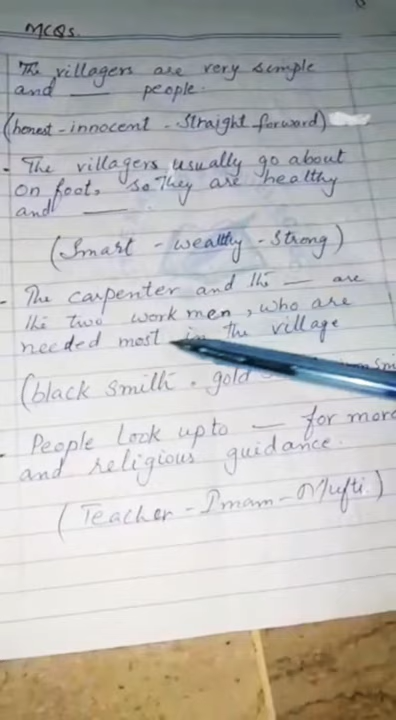 MCQs.
The villagers are very simple
and ___ people.
(honest - innocent - straight forward)
- The villagers usually go about
on foot, so they are healthy
and ___.
(Smart - wealthy - strong)
- The carpenter and the ___ are
the two work men, who are
needed most in the village
(black smith . gold
- People Look up to ___ for more
and religious guidance.
(Teacher - Imam - Mufti)